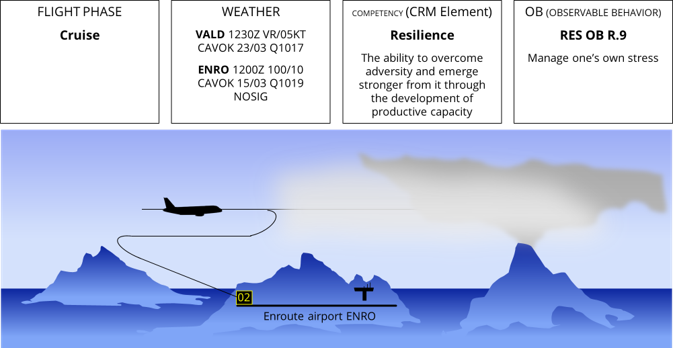 FLIGHT PHASE
Cruise
WEATHER
VALD 1230Z VR/05KT
CAVOK 23/03 Q1017
ENRO 1200Z 100/10
CAVOK 15/03 Q1019
NOSIG
COMPETENCY (CRM Element)
Resilience
The ability to overcome
adversity and emerge
stronger from it through
the development of
productive capacity
OB (OBSERVABLE BEHAVIOR)
RES OB R.9
Manage one’s own stress
02
Enroute airport ENRO